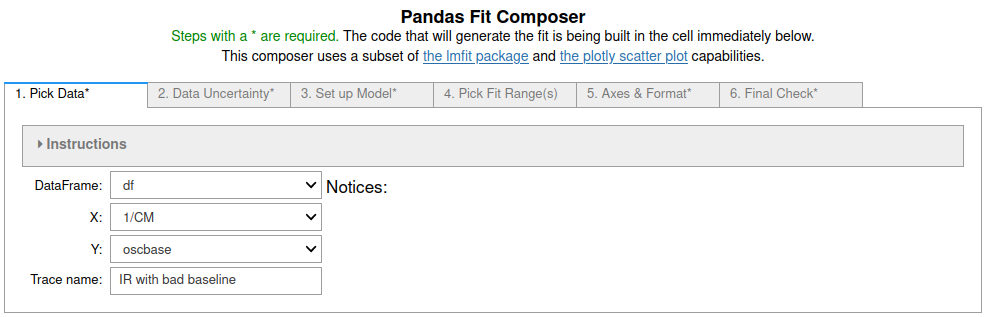 Pandas Fit Composer
Steps with a * are required. The code that will generate the fit is being built in the cell immediately below.
This composer uses a subset of the lmfit package and the plotly scatter plot capabilities.
1. Pick Data* 2. Data Uncertainty* 3. Set up Model* 4. Pick Fit Range(s) 5. Axes & Format* 6. Final Check*
Instructions
DataFrame: df Notices:
X: 1/CM
Y: oscbase
Trace name: IR with bad baseline